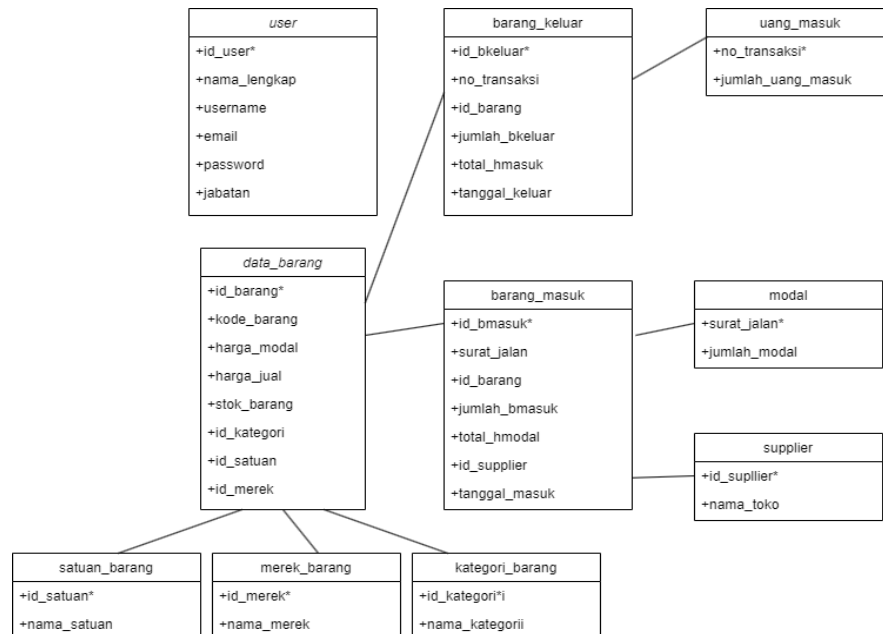 user
+id_user*
+nama_lengkap
+username
+email
+password
+jabatan
barang_keluar
+id_bkeluar*
+no_transaksi
+id_barang
+jumlah_bkeluar
+total_hmasuk
+tanggal_keluar
uang_masuk
+no_transaksi*
+jumlah_uang_masuk
data_barang
+id_barang*
+kode_barang
+harga_modal
+harga_jual
+stok_barang
+id_kategori
+id_satuan
+id_merek
barang_masuk
+id_bmasuk*
+surat_jalan
+id_barang
+jumlah_bmasuk
+total_hmodal
+id_supplier
+tanggal_masuk
modal
+surat_jalan*
+jumlah_modal
supplier
+id_supllier*
+nama_toko
satuan_barang
+id_satuan*
+nama_satuan
merek_barang
+id_merek*
+nama_merek
kategori_barang
+id_kategori*i
+nama_kategorii